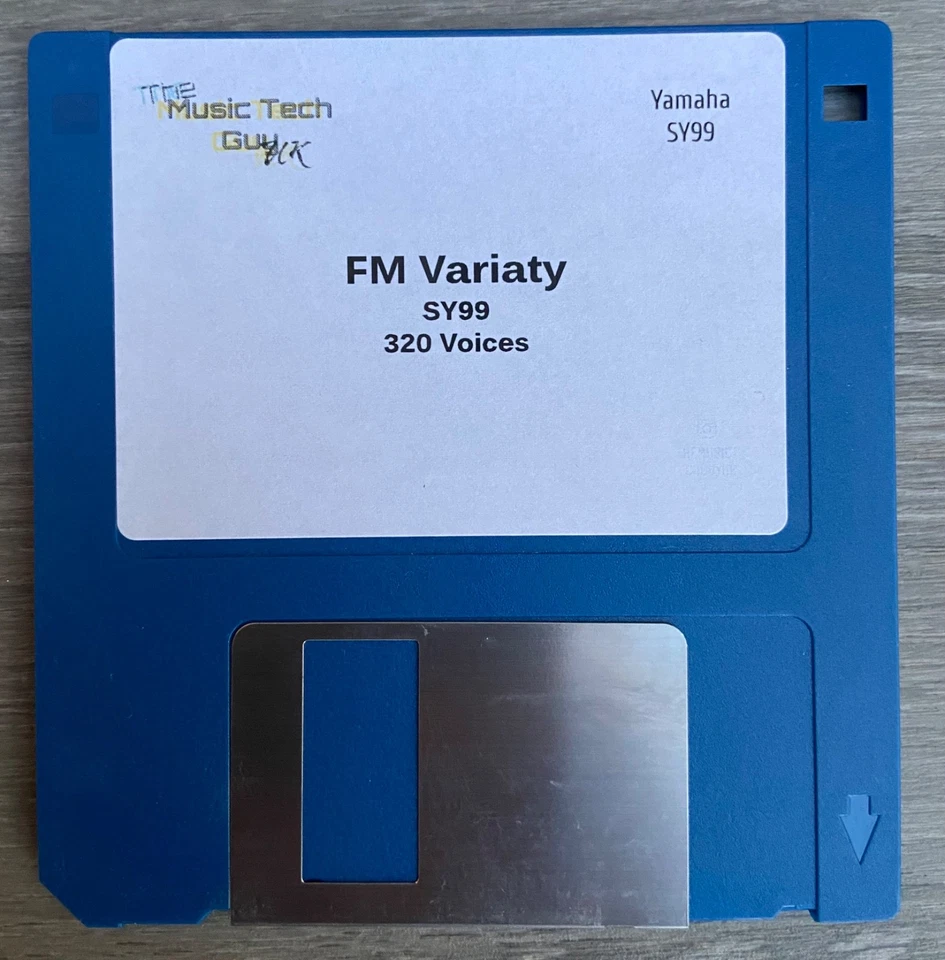 The
Music Tech
Guy UK
Yamaha
SY99
FM Variaty
SY99
320 Voices